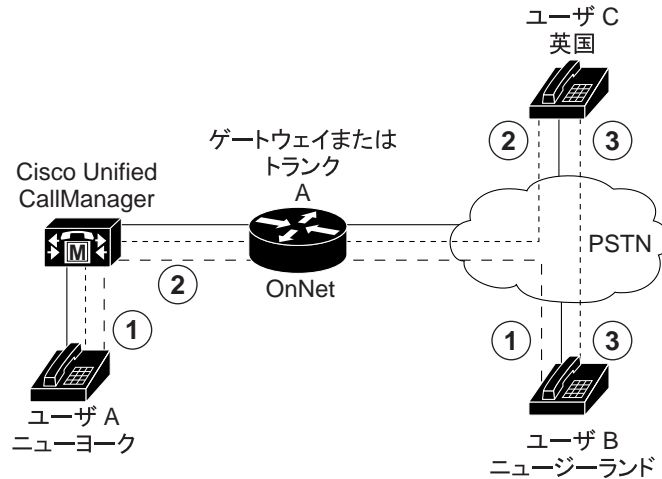 ユーザ C
英国
2
3
ゲートウェイまたは
トランク
A
Cisco Unified
CallManager
M
PSTN
OnNet
2
1
1
3
ユーザ A
ニューヨーク
ユーザ B
ニュージーランド